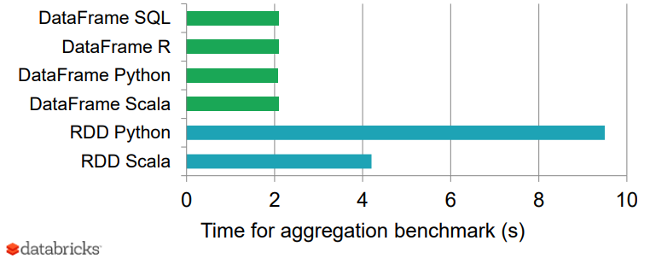 DataFrame SQL
DataFrame R
DataFrame Python
DataFrame Scala
RDD Python
RDD Scala
0 2 4 6 8 10
Time for aggregation benchmark (s)
databricks